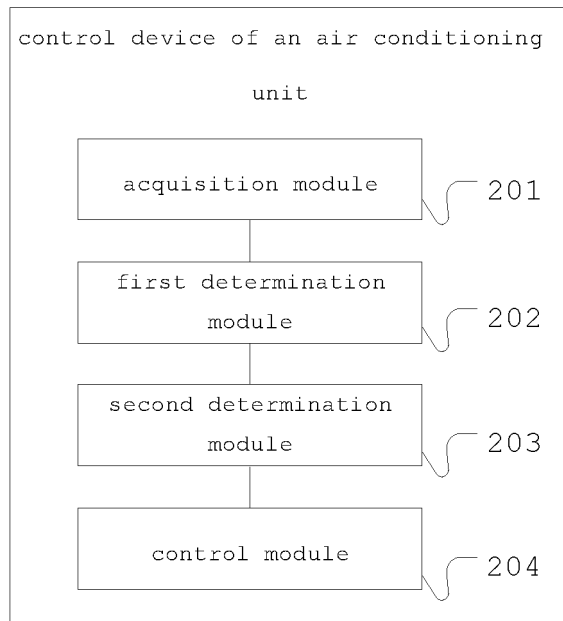 control device of an air conditioning
unit
acquisition module
201
first determination
module
202
second determination
module
203
control module
204